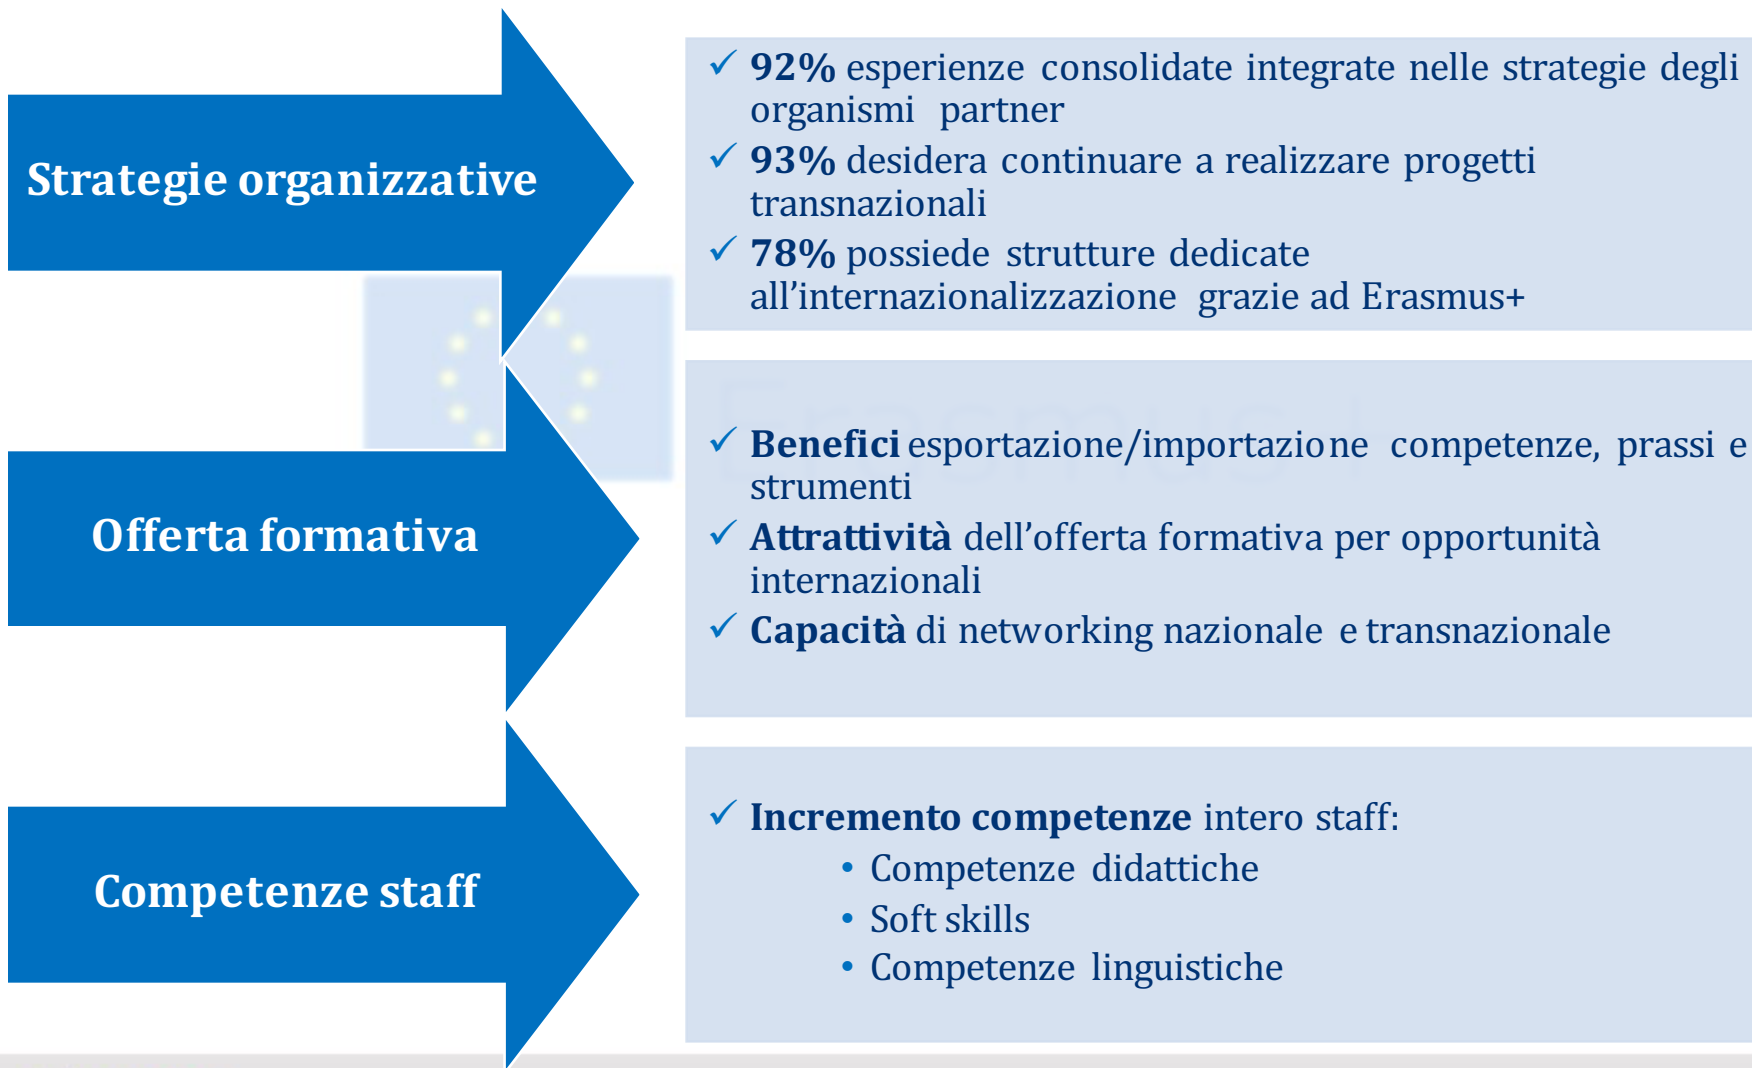 Strategie organizzative
✓ 92% esperienze consolidate integrate nelle strategie degli
organismi partner
✓ 93% desidera continuare a realizzare progetti
transnazionali
✓ 78% possiede strutture dedicate
all’internazionalizzazione grazie ad Erasmus+
Erasmus +
Offerta formativa
✓ Benefici esportazione/importazione competenze, prassi e
strumenti
✓ Attrattività dell’offerta formativa per opportunità
internazionali
✓ Capacità di networking nazionale e transnazionale
Competenze staff
✓ Incremento competenze intero staff:
• Competenze didattiche
• Soft skills
• Competenze linguistiche